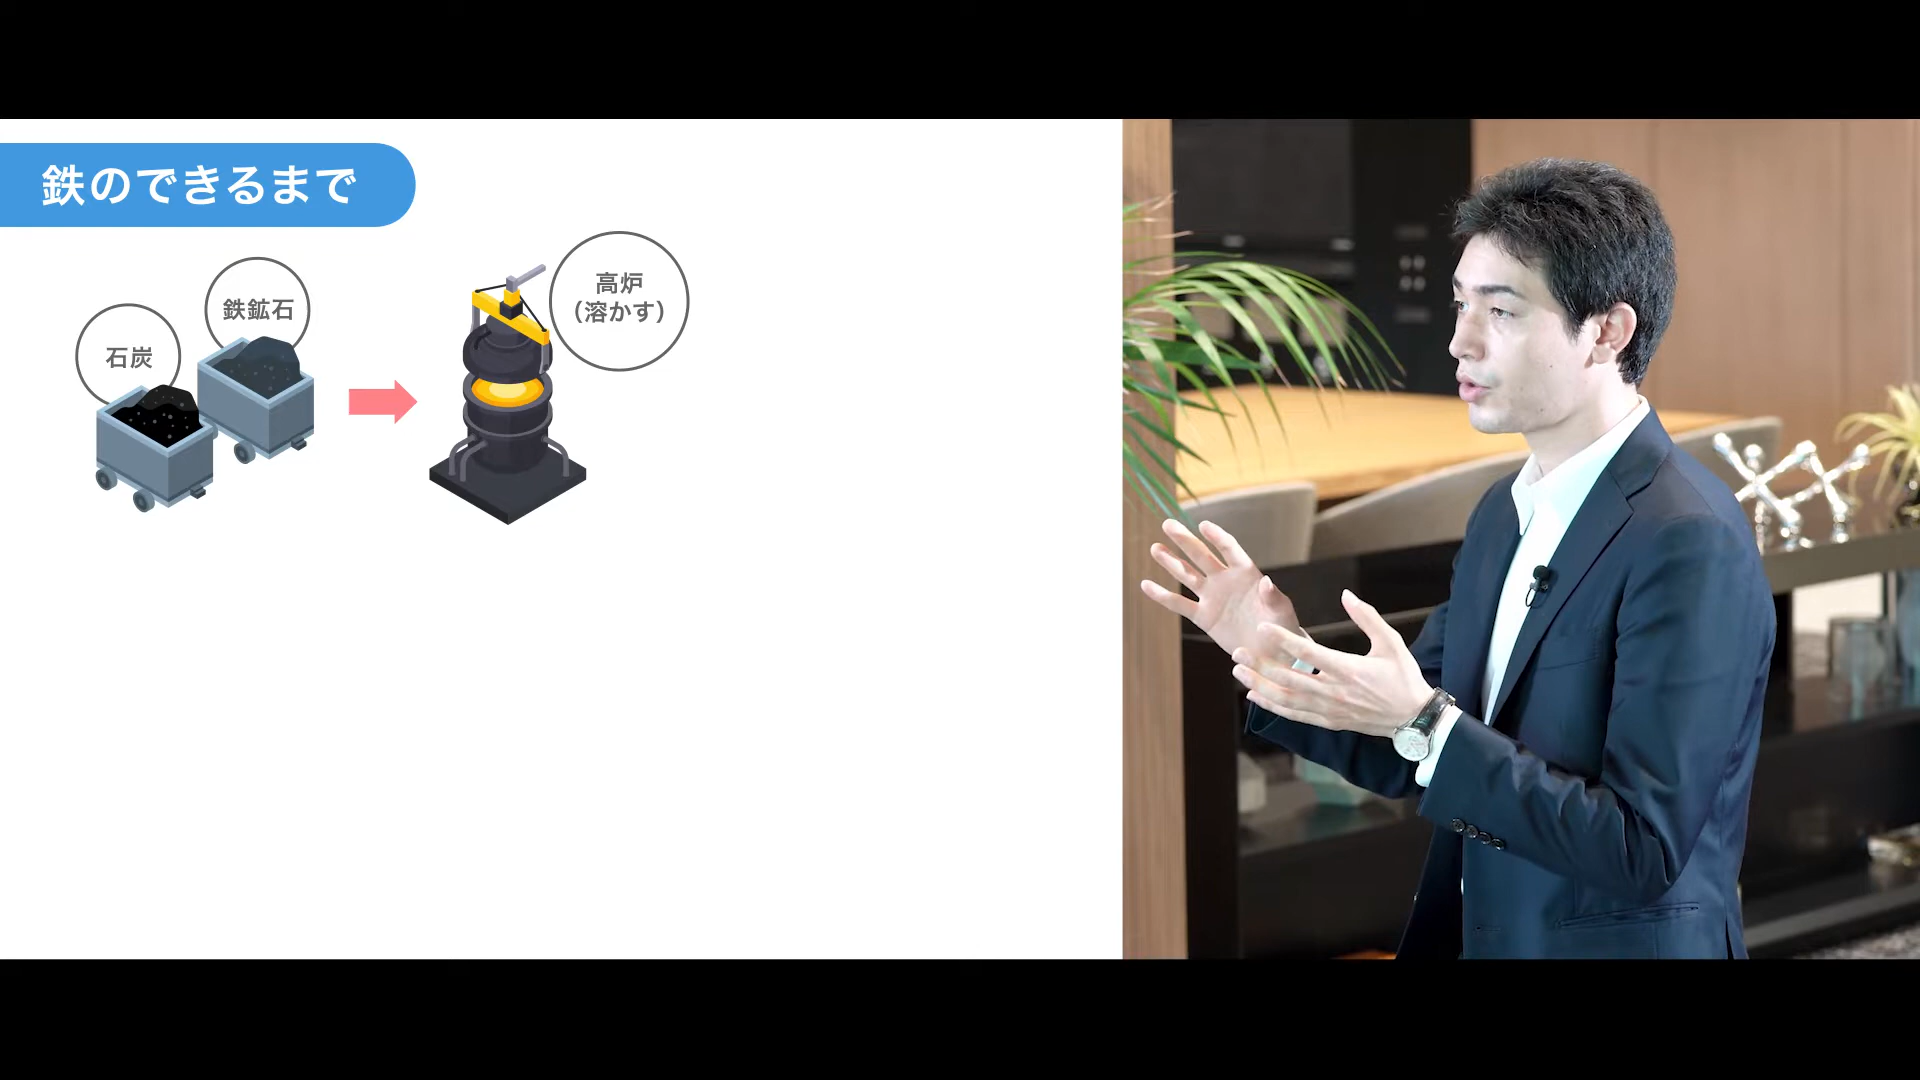 鉄のできるまで
石炭
鉄鉱石
高炉
（溶かす）